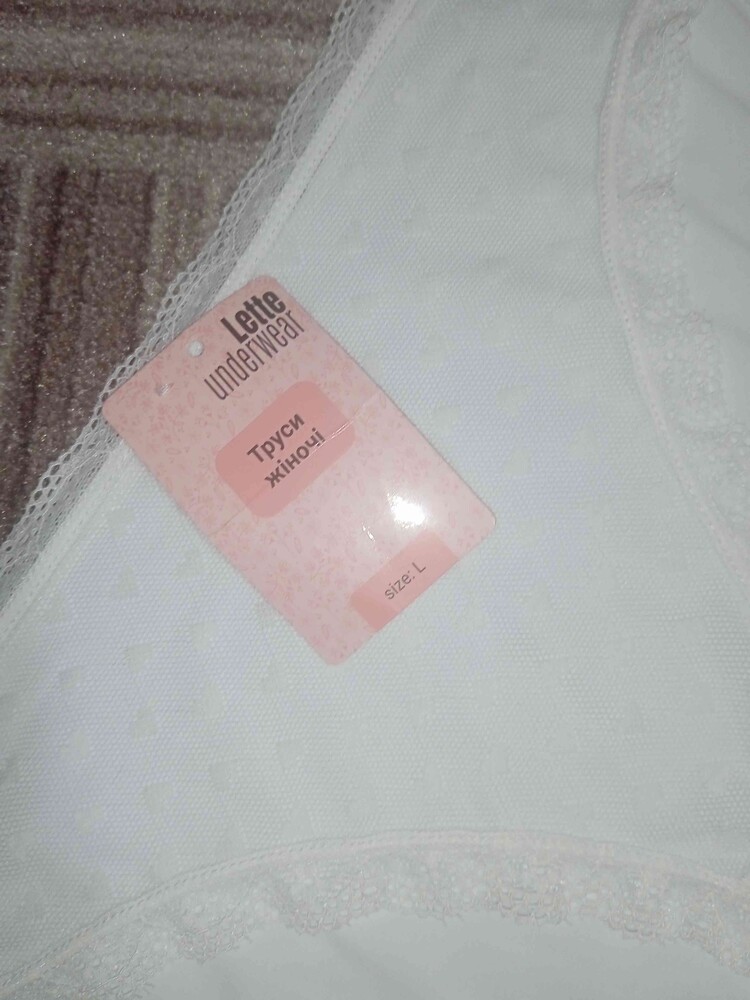 Lette
underwear
Труси
жіночі
size: L